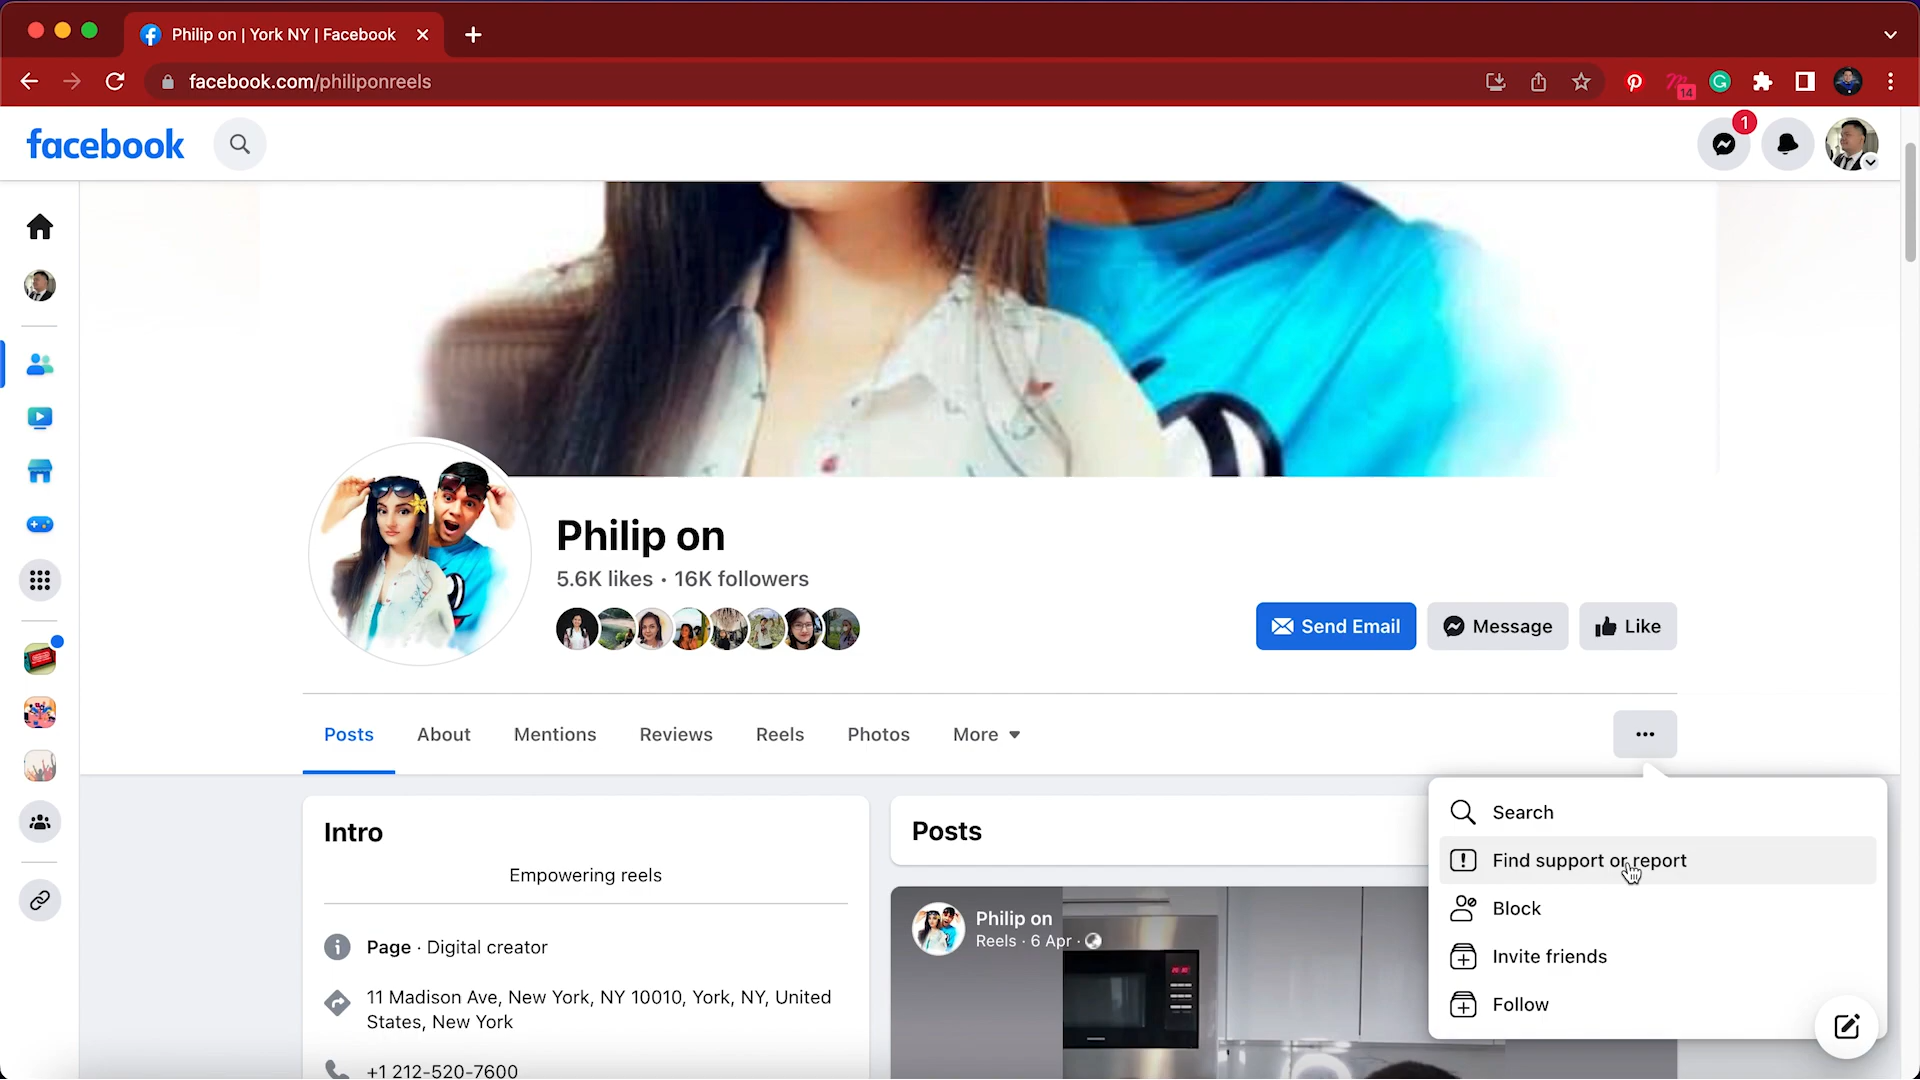 Philip on | York NY | Facebook
facebook.com/philiponreels
14
facebook
1
Philip on
5.6K likes · 16K followers
Send Email
Message
Like
Posts
About
Mentions
Reviews
Reels
Photos
More
Intro
Empowering reels
Page · Digital creator
11 Madison Ave, New York, NY 10010, York, NY, United
States, New York
+1 212-520-7600
Posts
Philip on
Reels · 6 Apr ·
Search
Find support or report
Block
Invite friends
Follow